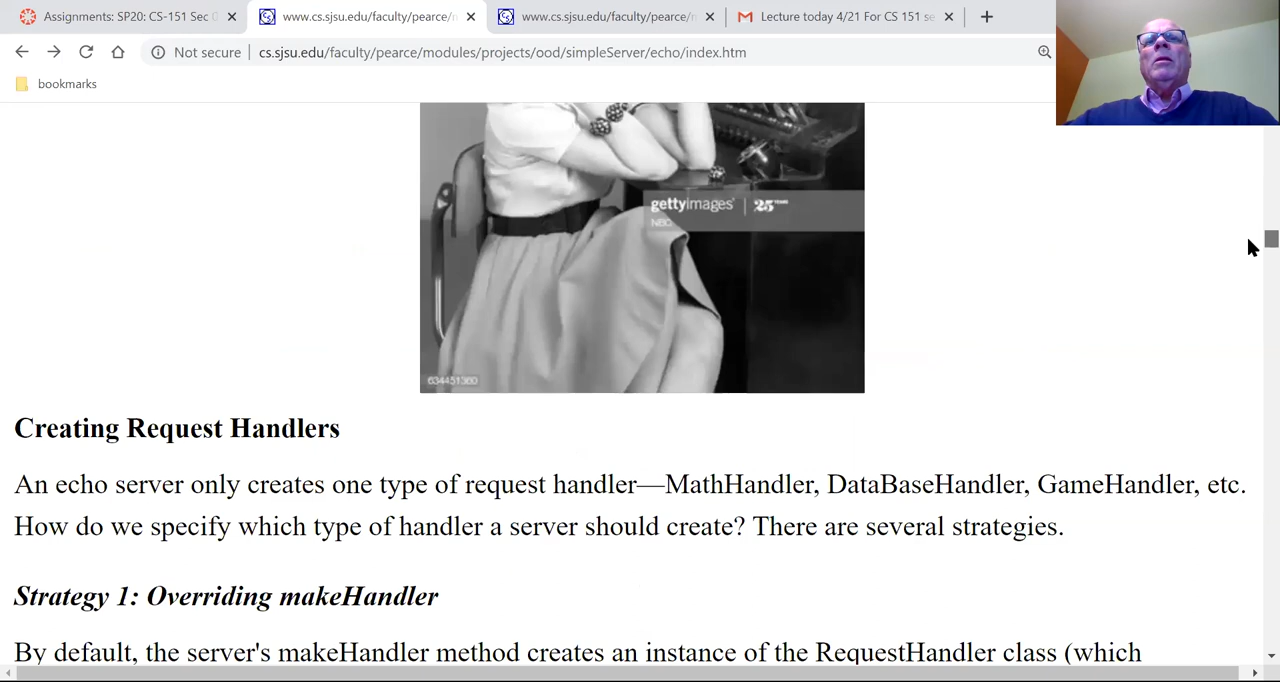 Assignments: SP20: CS-151 Sec
www.cs.sjsu.edu/faculty/pearce/
www.cs.sjsu.edu/faculty/pearce/
Lecture today 4/21 For CS 151 se
Not secure
cs.sjsu.edu/faculty/pearce/modules/projects/ood/simpleServer/echo/index.htm
bookmarks
gettyimages 25 YEARS
NBC
634451360
Creating Request Handlers
An echo server only creates one type of request handler—MathHandler, DataBaseHandler, GameHandler, etc.
How do we specify which type of handler a server should create? There are several strategies.
Strategy 1: Overriding makeHandler
By default, the server's makeHandler method creates an instance of the RequestHandler class (which